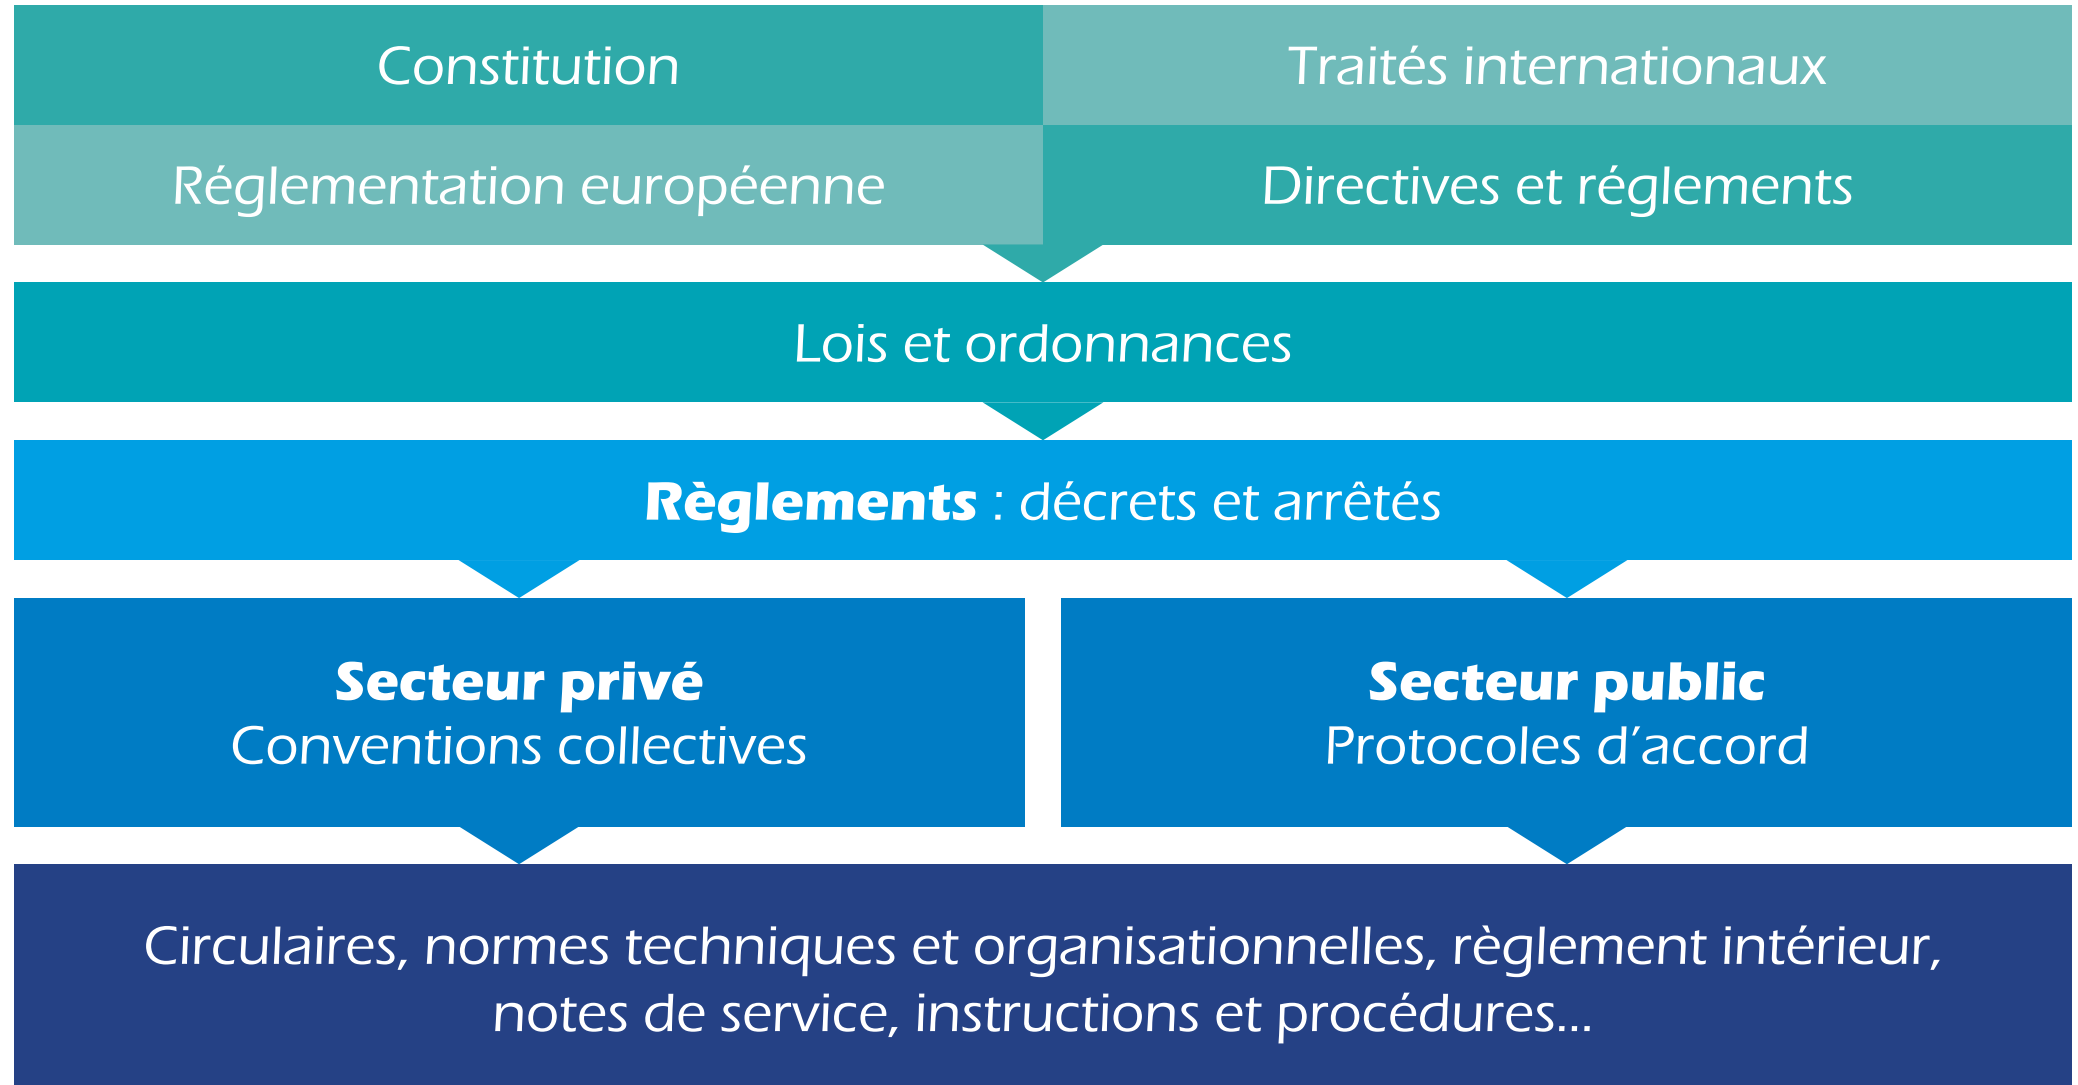 Constitution
Traités internationaux
Réglementation européenne
Directives et réglements
Lois et ordonnances
Règlements : décrets et arrêtés
Secteur privé
Conventions collectives
Secteur public
Protocoles d’accord
Circulaires, normes techniques et organisationnelles, règlement intérieur,
notes de service, instructions et procédures...